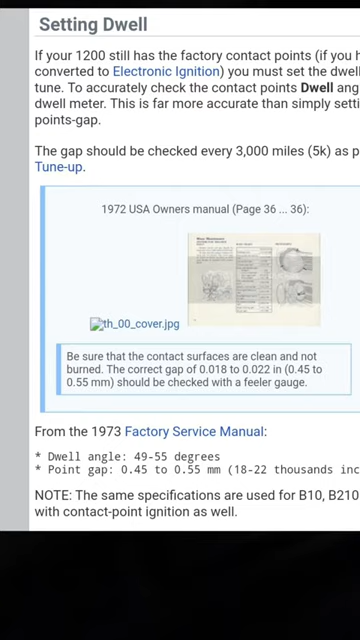 Setting Dwell
If your 1200 still has the factory contact points (if you h
converted to Electronic Ignition) you must set the dwel
tune. To accurately check the contact points Dwell ang
dwell meter. This is far more accurate than simply setti
points-gap.
The gap should be checked every 3,000 miles (5k) as p
Tune-up.
1972 USA Owners manual (Page 36 ... 36):
th_00_cover.jpg
Be sure that the contact surfaces are clean and not
burned. The correct gap of 0.018 to 0.022 in (0.45 to
0.55 mm) should be checked with a feeler gauge.
From the 1973 Factory Service Manual:
* Dwell angle: 49-55 degrees
* Point gap: 0.45 to 0.55 mm (18-22 thousands inc
NOTE: The same specifications are used for B10, B210
with contact-point ignition as well.